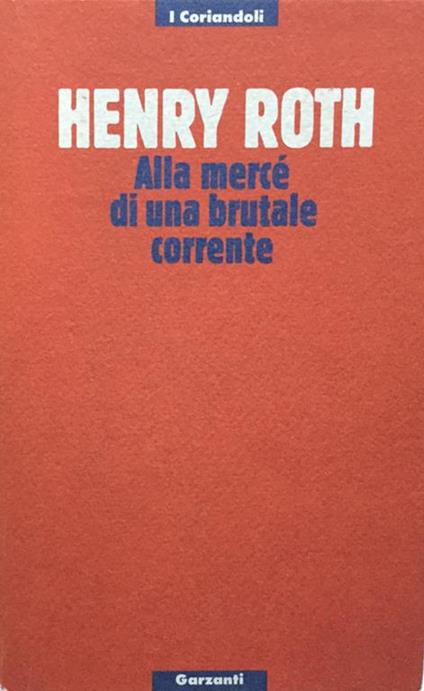 I Coriandoli
HENRY ROTH
Alla mercé
di una brutale
corrente
Garzanti